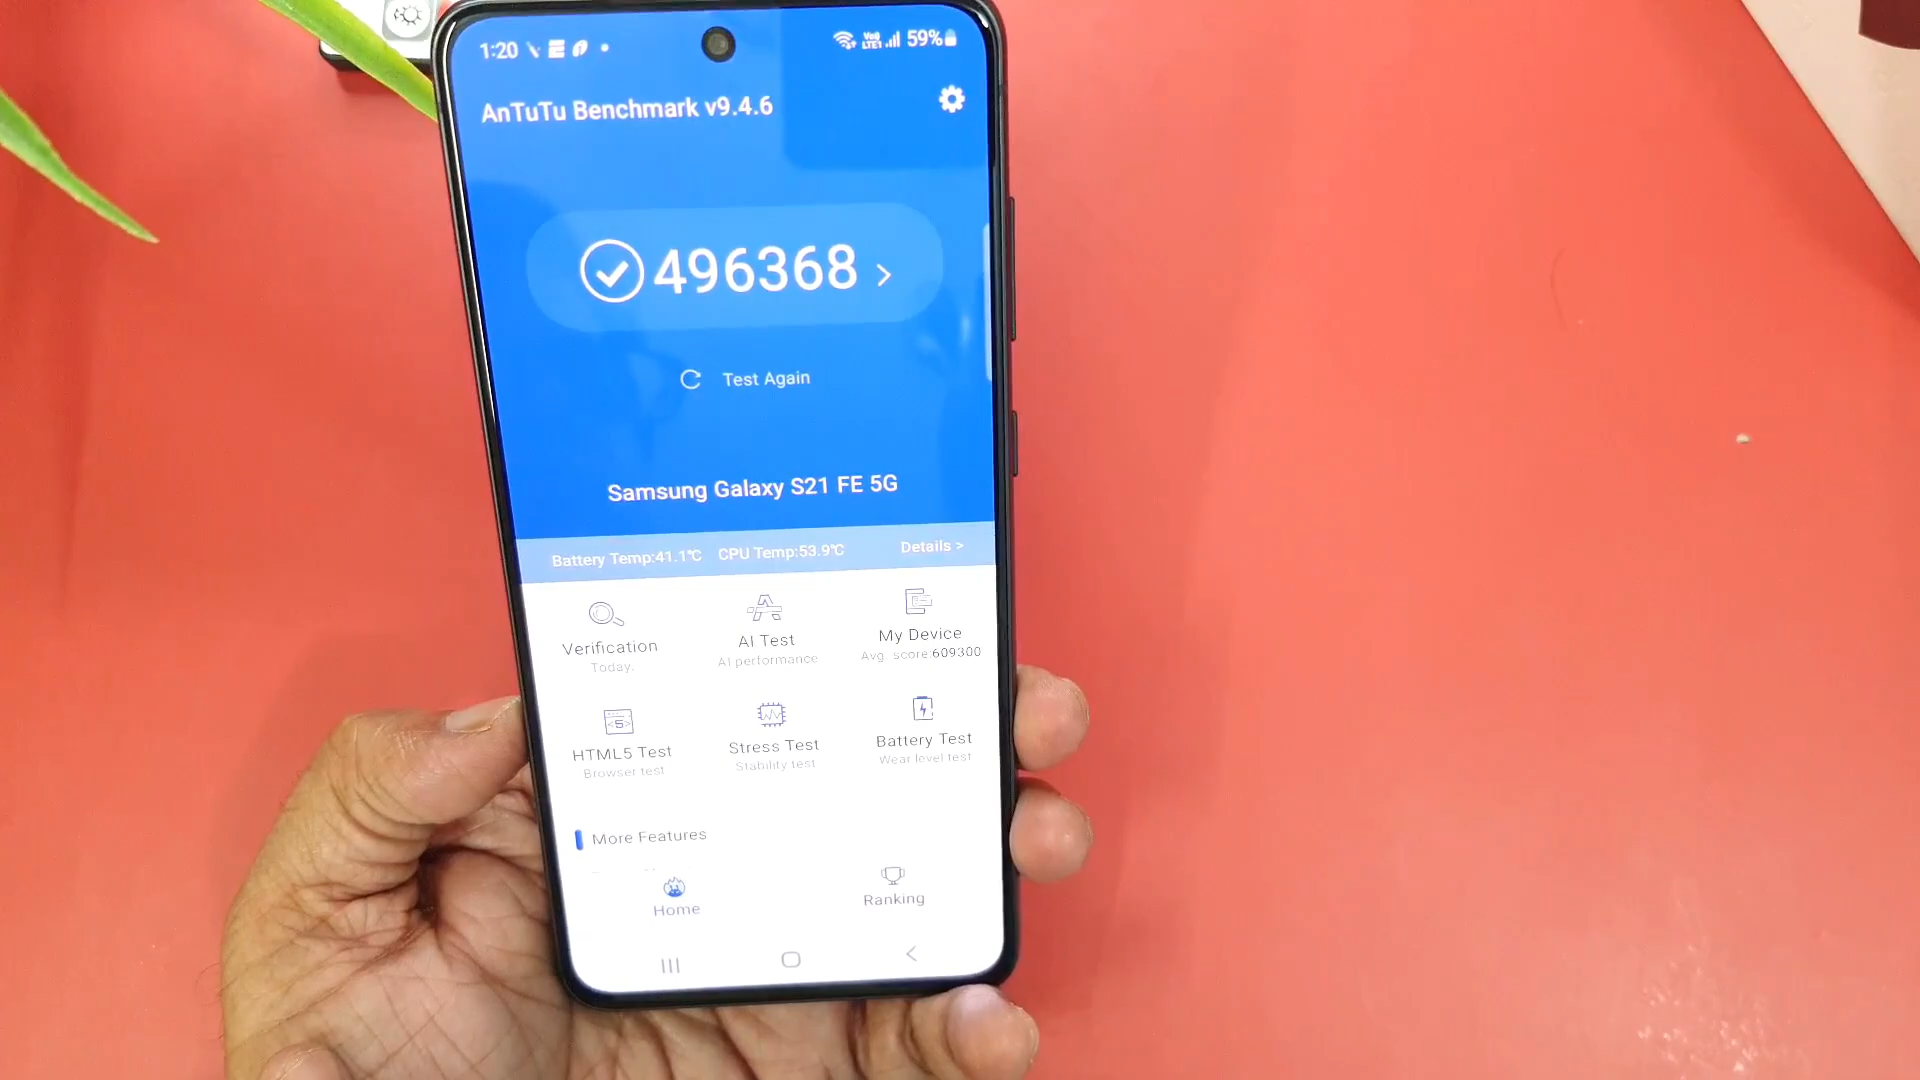 1:20
Vo)) LTE1 59%
AnTuTu Benchmark v9.4.6
496368 >
Test Again
Samsung Galaxy S21 FE 5G
Battery Temp:41.1℃ CPU Temp:53.9℃ Details >
Verification AI Test My Device
Today. AI performance Avg. score:609300
HTML5 Test Stress Test Battery Test
Browser test Stability test Wear level test
More Features
Home Ranking